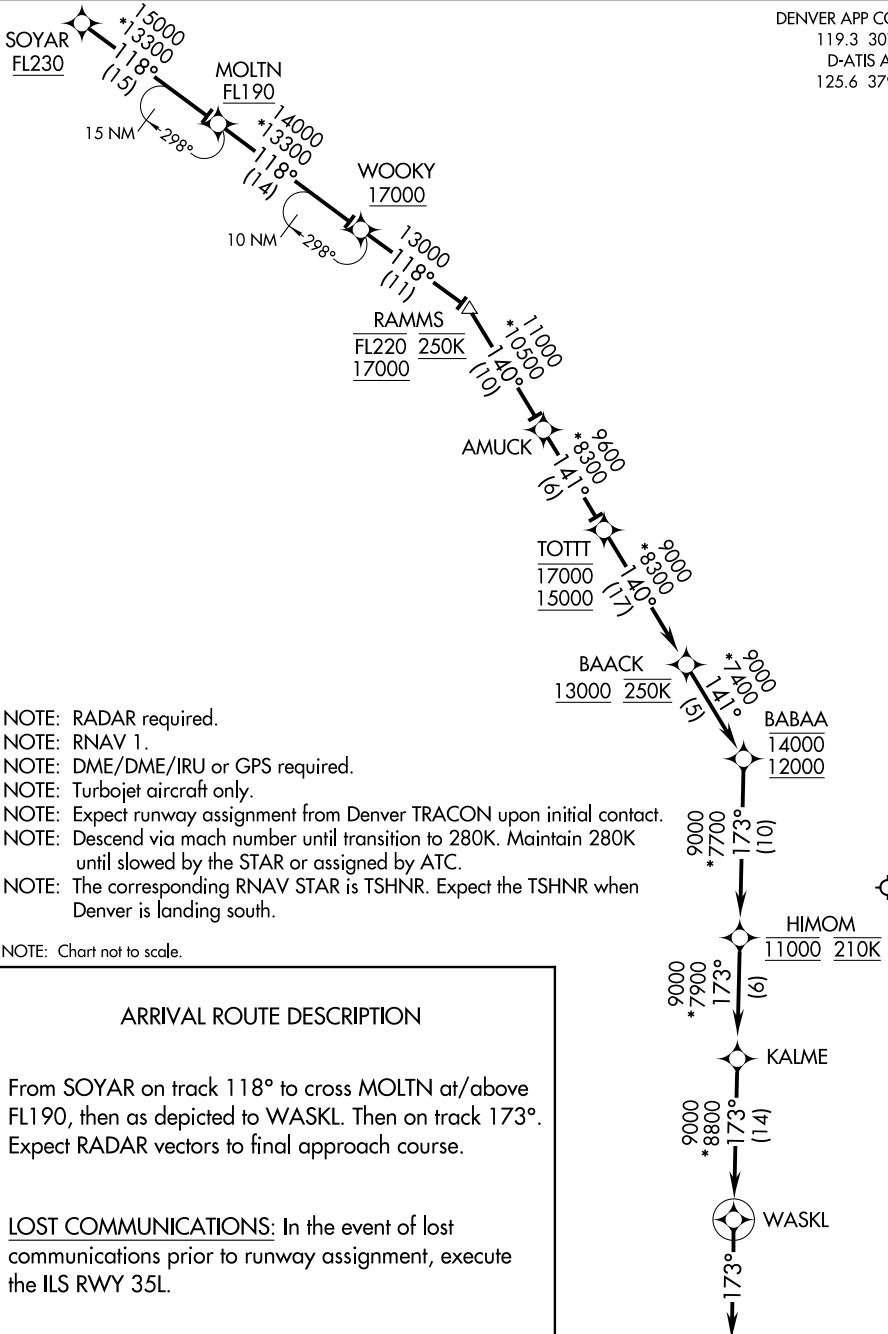 DENVER APP CO
119.3 30
D-ATIS A
125.6 37
SOYAR
FL230
15000
*13300
118°
(15)
MOLTN
FL190
15 NM
298°
14000
*13300
118°
(14)
WOOKY
17000
10 NM
298°
13000
118°
(11)
RAMMS
FL220 250K
17000
11000
*10500
140°
(10)
AMUCK
9600
*8300
141°
(6)
TOTTT
17000
15000
9000
*8300
140°
(17)
BAACK
13000 250K
9000
*7400
141°
(5)
BABAA
14000
12000
9000
*7700
173°
(10)
HIMOM
11000 210K
9000
*7900
173°
(6)
KALME
9000
*8800
173°
(14)
WASKL
173°
NOTE: RADAR required.
NOTE: RNAV 1.
NOTE: DME/DME/IRU or GPS required.
NOTE: Turbojet aircraft only.
NOTE: Expect runway assignment from Denver TRACON upon initial contact.
NOTE: Descend via mach number until transition to 280K. Maintain 280K
until slowed by the STAR or assigned by ATC.
NOTE: The corresponding RNAV STAR is TSHNR. Expect the TSHNR when
Denver is landing south.
NOTE: Chart not to scale.
ARRIVAL ROUTE DESCRIPTION
From SOYAR on track 118° to cross MOLTN at/above
FL190, then as depicted to WASKL. Then on track 173°.
Expect RADAR vectors to final approach course.
LOST COMMUNICATIONS: In the event of lost
communications prior to runway assignment, execute
the ILS RWY 35L.